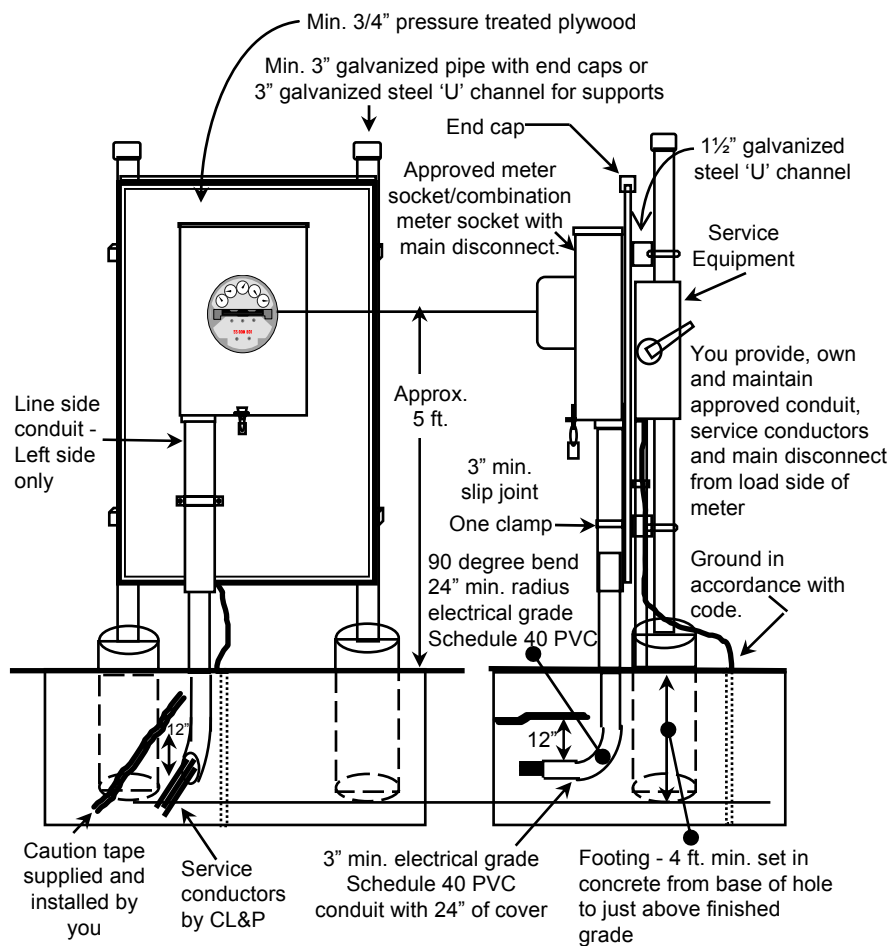 Min. 3/4” pressure treated plywood
Min. 3” galvanized pipe with end caps or
3” galvanized steel ‘U’ channel for supports
End cap
1½” galvanized
steel ‘U’ channel
Approved meter
socket/combination
meter socket with
main disconnect.
Service
Equipment
Approx.
5 ft.
You provide, own
and maintain
approved conduit,
service conductors
and main disconnect
from load side of
meter
Line side
conduit -
Left side
only
3” min.
slip joint
One clamp
90 degree bend
24” min. radius
electrical grade
Schedule 40 PVC
Ground in
accordance with
code.
12”
12”
Caution tape
supplied and
installed by
you
Service
conductors
by CL&P
3” min. electrical grade
Schedule 40 PVC
conduit with 24” of cover
Footing - 4 ft. min. set in
concrete from base of hole
to just above finished
grade